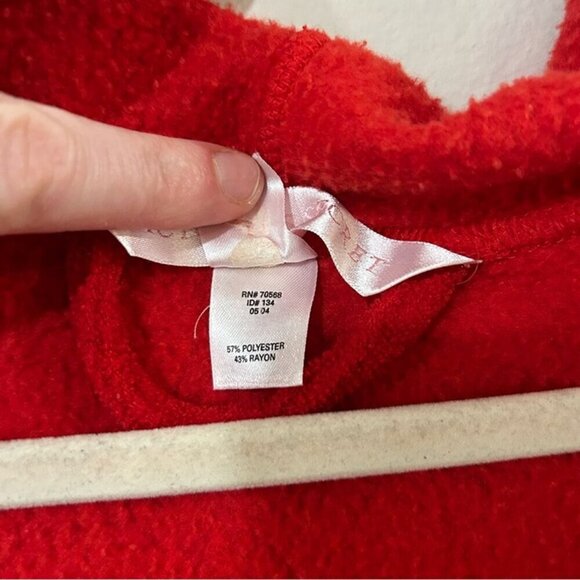 RN# 70568
ID# 134
05 04
57% POLYESTER
43% RAYON